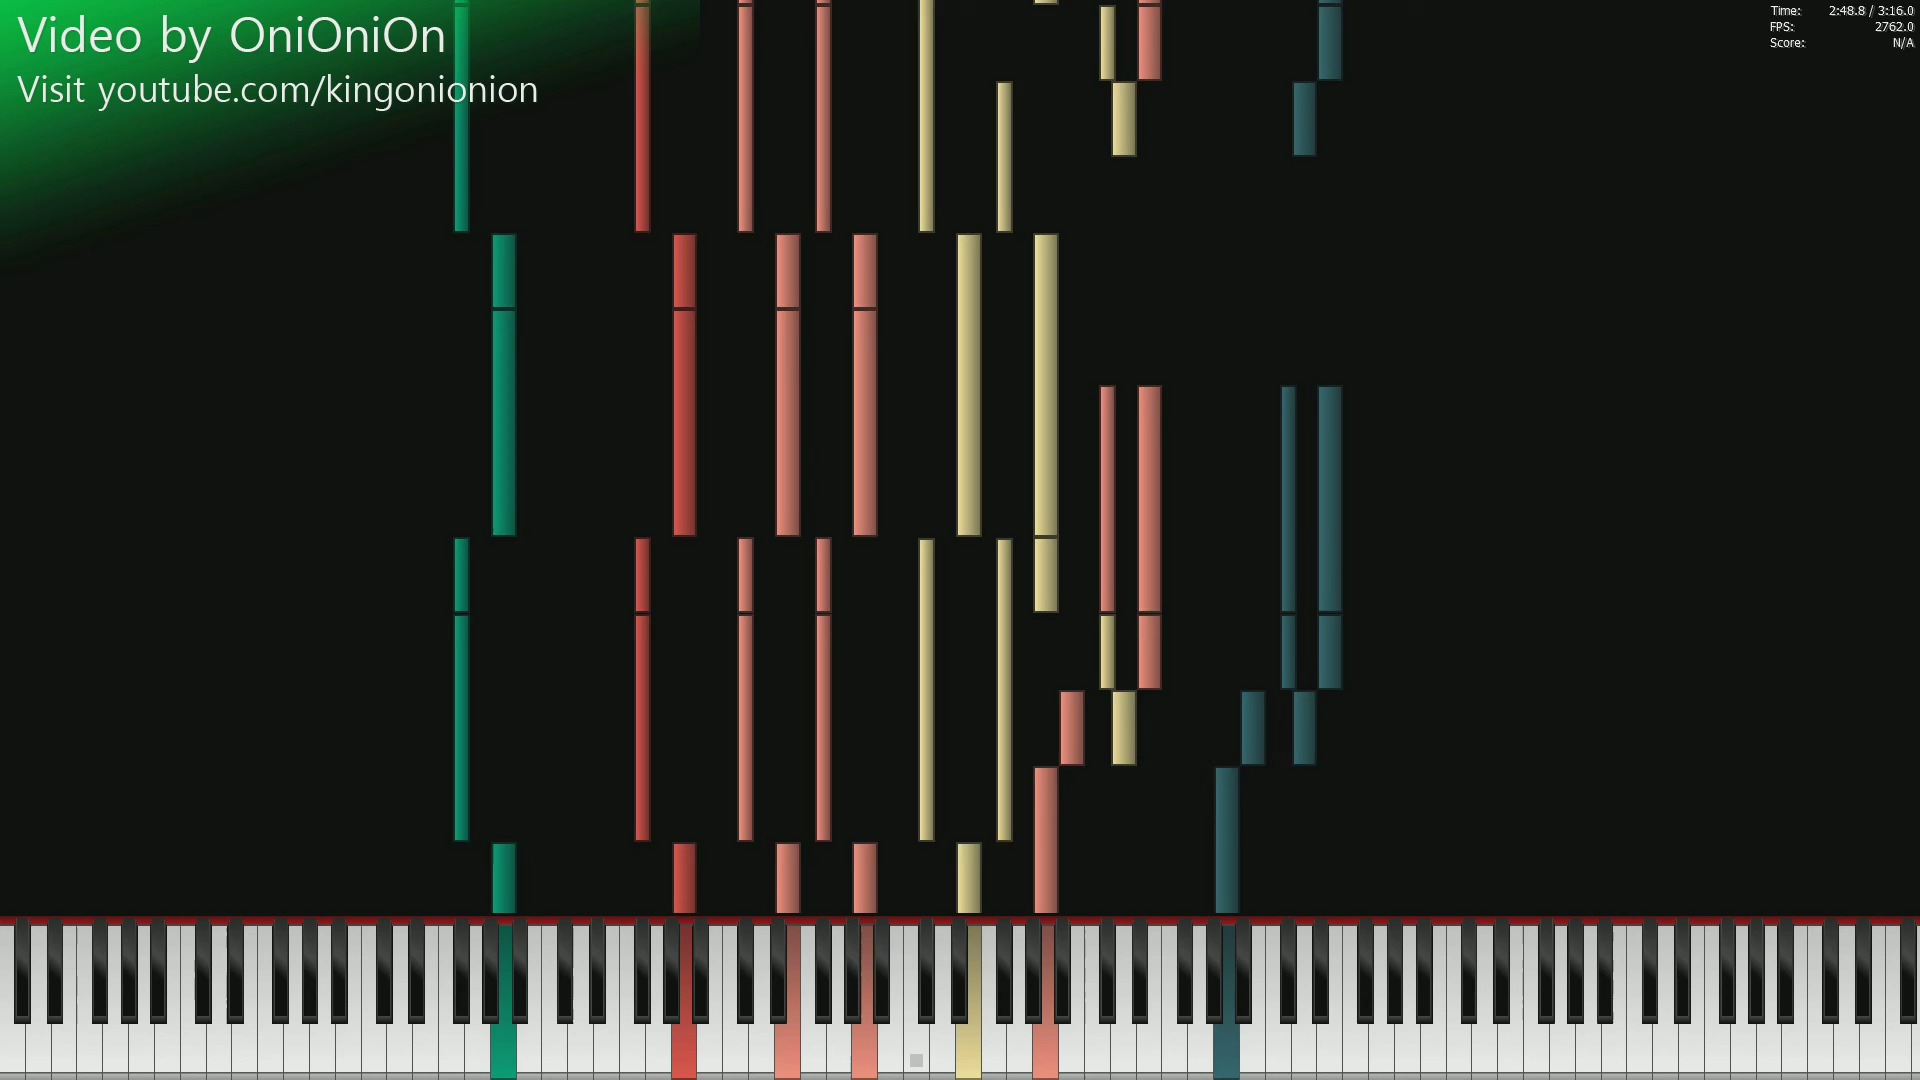 Video by OniOniOn
Visit youtube.com/kingonionion
Time: 2:48.8 / 3:16.0
FPS: 2762.0
Score: N/A